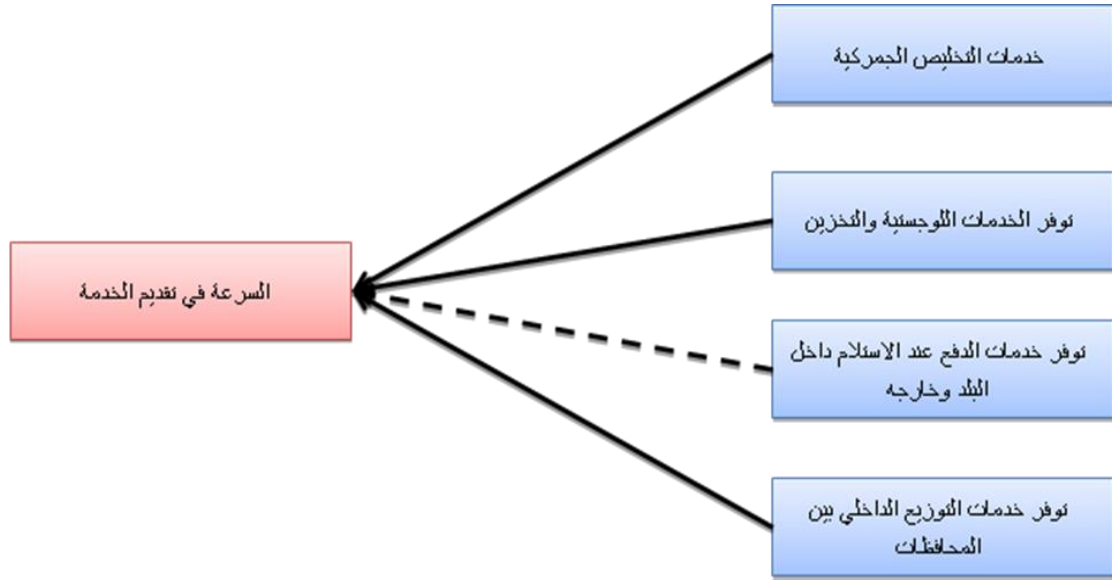 خدمات التخليص الجمركية
توفر الخدمات اللوجستية والتخزين
السرعة في تقديم الخدمة
توفر خدمات الدفع عند الاستلام داخل
البلد وخارجه
توفر خدمات التوزيع الداخلي بين
المحافظات